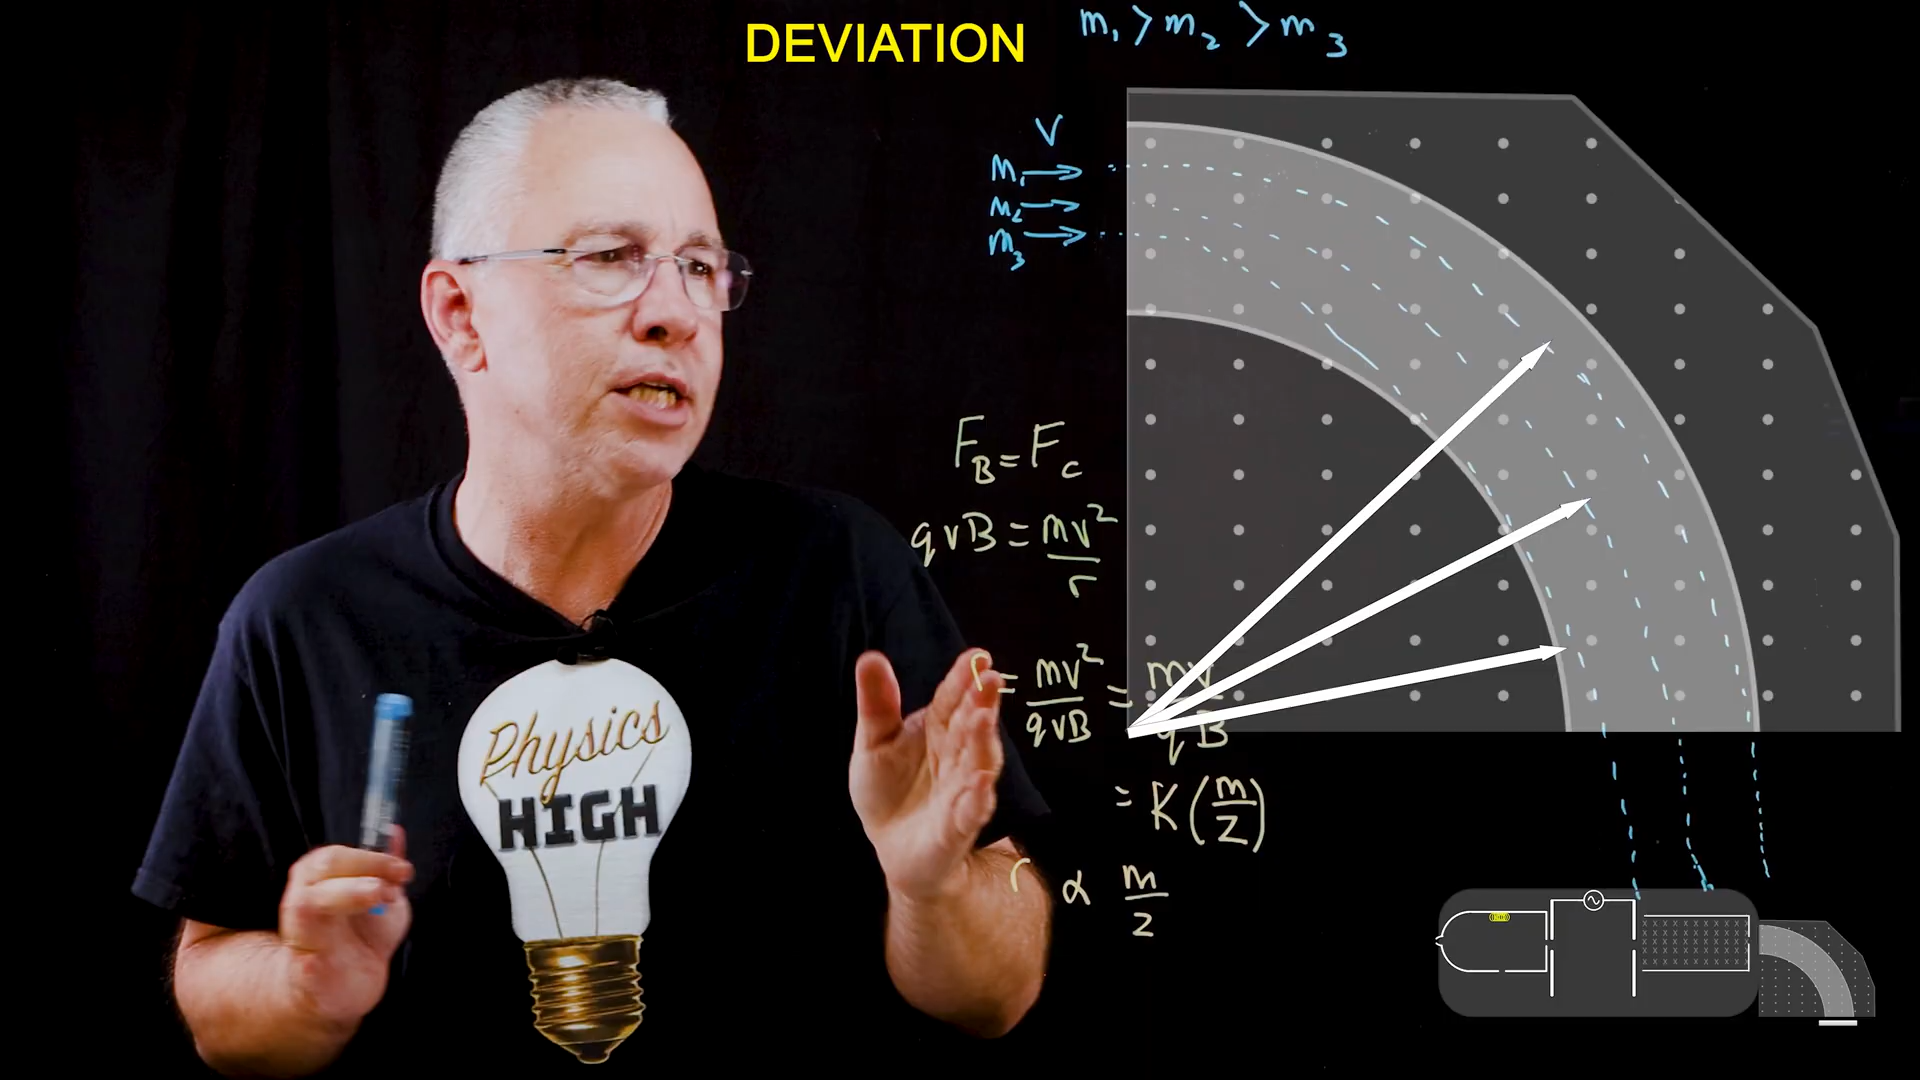 DEVIATION
m₁ > m₂ > m₃
v
m₁ →
m₂ →
m₃ →
F_B = F_c
qvB = mv²/r
r = mv²/qvB = mv/qB
= K(m/z)
r ∝ m/z
Physics
HIGH